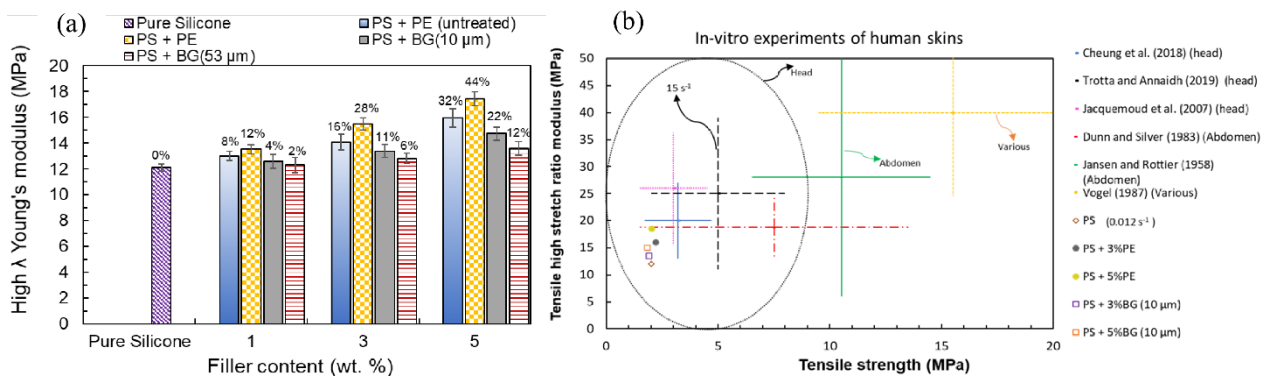 (a)
Pure Silicone
PS + PE (untreated)
PS + PE
PS + BG(10 μm)
PS + BG(53 μm)
High λ Young's modulus (MPa)
20
18
16
14
12
10
8
6
4
2
0
0%
8%
12%
4%
2%
16%
28%
11%
6%
32%
44%
22%
12%
Pure Silicone
1
3
5
Filler content (wt. %)
(b)
In-vitro experiments of human skins
Tensile high stretch ratio modulus (MPa)
50
45
40
35
30
25
20
15
10
5
0
0
5
10
15
20
Tensile strength (MPa)
15 s⁻¹
Head
Abdomen
Various
Cheung et al. (2018) (head)
Trotta and Annaidh (2019) (head)
Jacquemoud et al. (2007) (head)
Dunn and Silver (1983) (Abdomen)
Jansen and Rottier (1958)
(Abdomen)
Vogel (1987) (Various)
PS (0.012 s⁻¹)
PS + 3%PE
PS + 5%PE
PS + 3%BG (10 μm)
PS + 5%BG (10 μm)